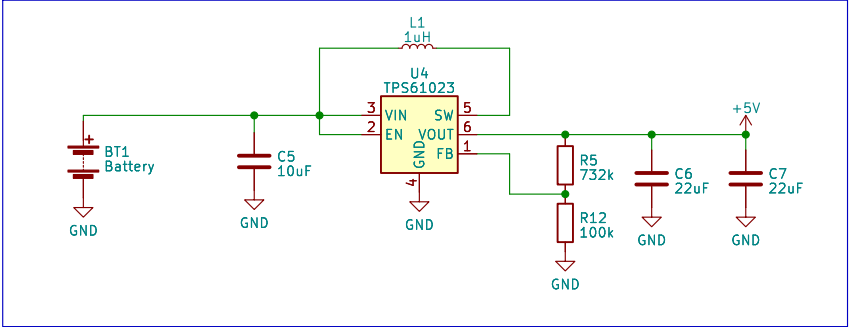 L1
1uH
U4
TPS61023
3 VIN SW 5
2 EN VOUT 6
FB 1
GND
4
GND
+
BT1
Battery
GND
C5
10uF
GND
R5
732k
R12
100k
GND
C6
22uF
GND
+5V
C7
22uF
GND